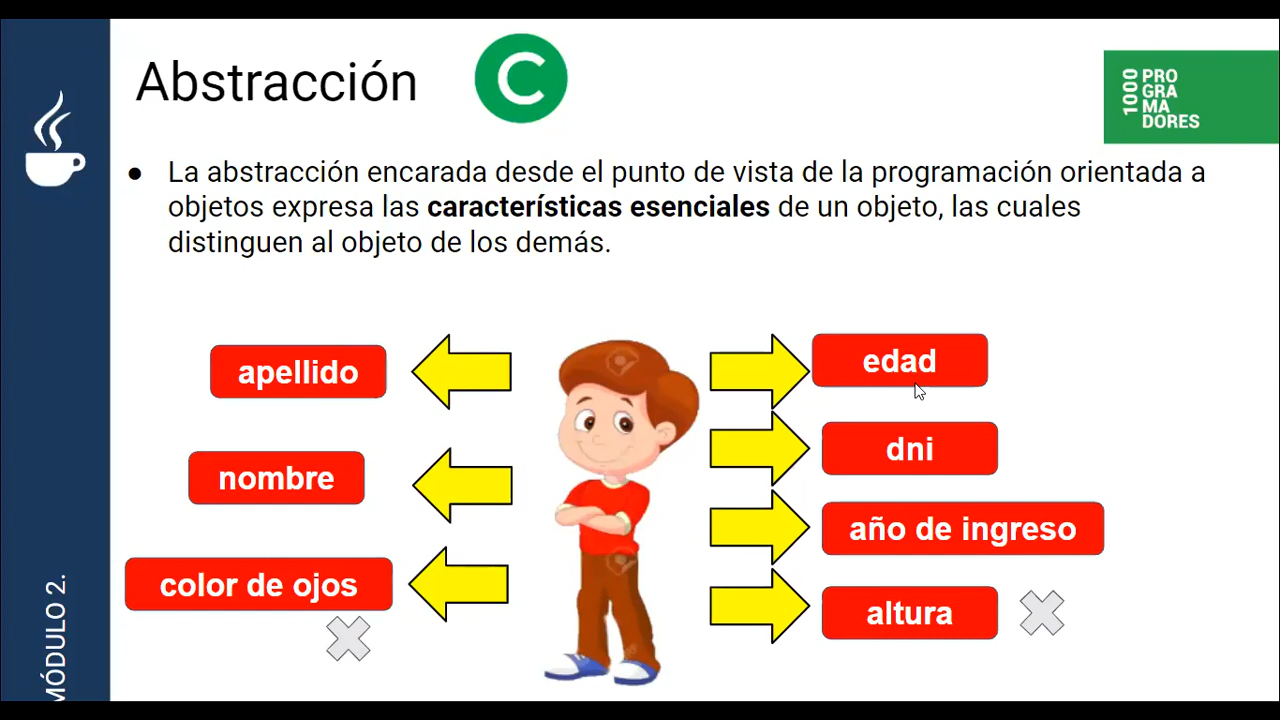 Abstracción
C
1000
PRO
GRA
MA
DORES
● La abstracción encarada desde el punto de vista de la programación orientada a
objetos expresa las características esenciales de un objeto, las cuales
distinguen al objeto de los demás.
apellido
edad
nombre
dni
año de ingreso
color de ojos
altura
MÓDULO 2.